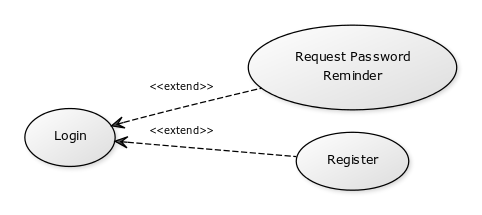 Request Password
Reminder
<<extend>>
<<extend>>
Login
Register